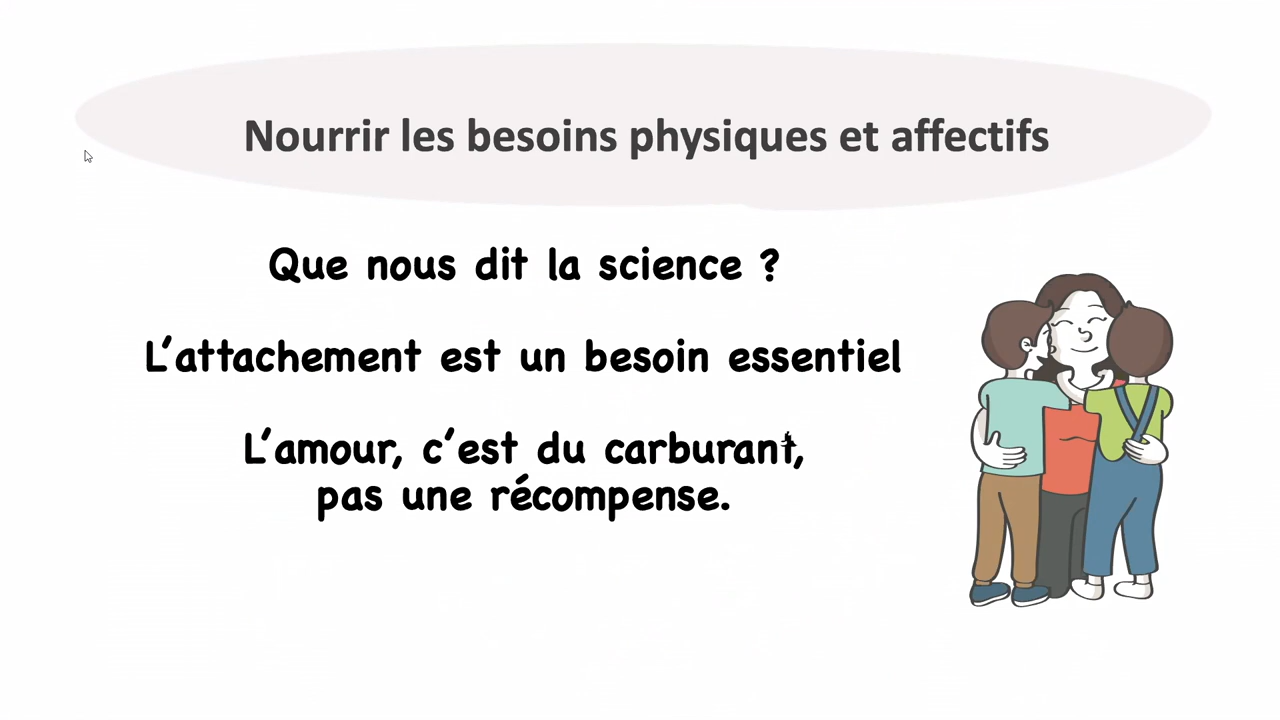 Nourrir les besoins physiques et affectifs
Que nous dit la science ?
L'attachement est un besoin essentiel
L'amour, c'est du carburant,
pas une récompense.